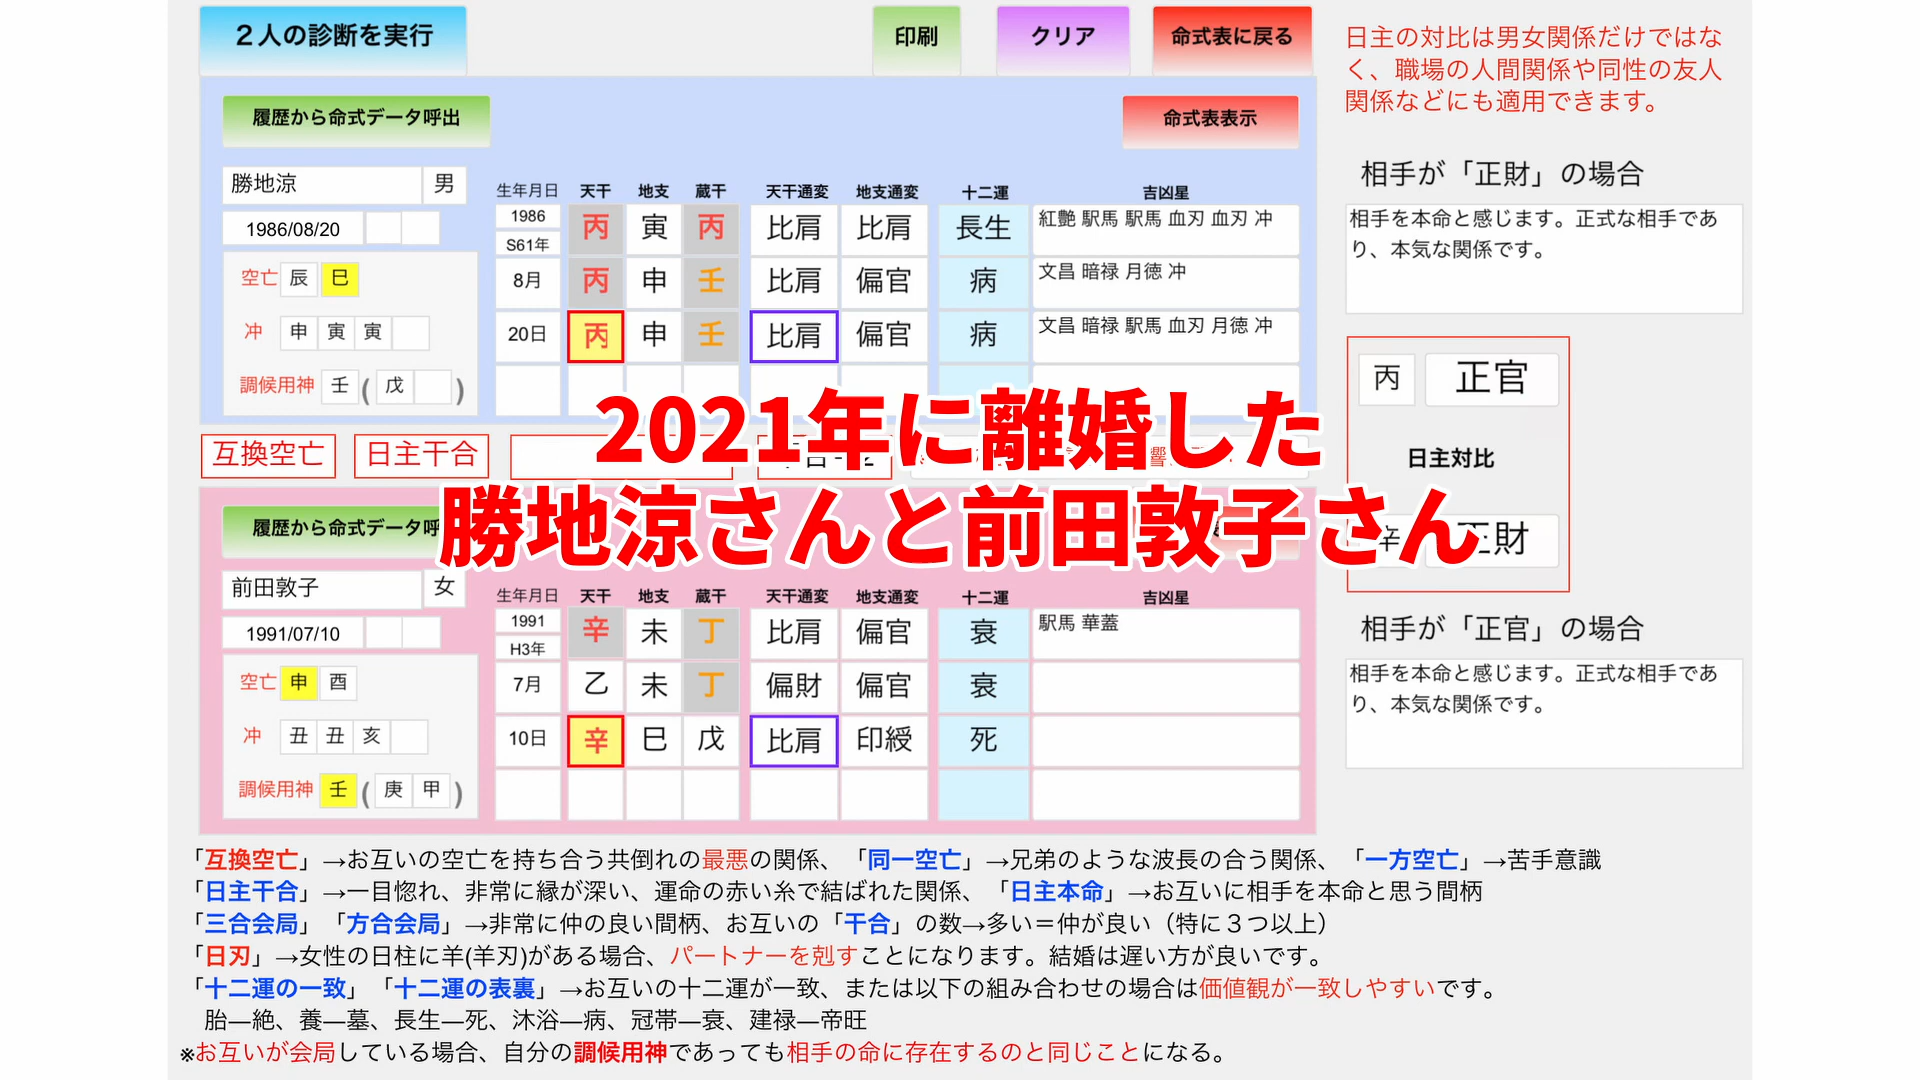 ２人の診断を実行
印刷
クリア
命式表に戻る
日主の対比は男女関係だけではな
く、職場の人間関係や同性の友人
関係などにも適用できます。
履歴から命式データ呼出
命式表表示
勝地涼 男
1986/08/20
空亡 辰 巳
冲 申 寅 寅
調候用神 壬 ( 戊 )
生年月日 天干 地支 蔵干 天干通変 地支通変 十二運 吉凶星
1986 S61年 丙 寅 丙 比肩 比肩 長生 紅艶 駅馬 駅馬 血刃 血刃 冲
8月 丙 申 壬 比肩 偏官 病 文昌 暗禄 月徳 冲
20日 丙 申 壬 比肩 偏官 病 文昌 暗禄 駅馬 血刃 月徳 冲
相手が「正財」の場合
相手を本命と感じます。正式な相手であ
り、本気な関係です。
丙 正官
日主対比
辛 正財
互換空亡 日主干合
2021年に離婚した
勝地涼さんと前田敦子さん
履歴から命式データ呼
前田敦子 女
1991/07/10
空亡 申 酉
冲 丑 丑 亥
調候用神 壬 ( 庚 甲 )
生年月日 天干 地支 蔵干 天干通変 地支通変 十二運 吉凶星
1991 H3年 辛 未 丁 比肩 偏官 衰 駅馬 華蓋
7月 乙 未 丁 偏財 偏官 衰
10日 辛 巳 戊 比肩 印綬 死
相手が「正官」の場合
相手を本命と感じます。正式な相手であ
り、本気な関係です。
「互換空亡」→お互いの空亡を持ち合う共倒れの最悪の関係、「同一空亡」→兄弟のような波長の合う関係、「一方空亡」→苦手意識
「日主干合」→一目惚れ、非常に縁が深い、運命の赤い糸で結ばれた関係、「日主本命」→お互いに相手を本命と思う間柄
「三合会局」「方合会局」→非常に仲の良い間柄、お互いの「干合」の数→多い＝仲が良い（特に３つ以上）
「日刃」→女性の日柱に羊(羊刃)がある場合、パートナーを剋すことになります。結婚は遅い方が良いです。
「十二運の一致」「十二運の表裏」→お互いの十二運が一致、または以下の組み合わせの場合は価値観が一致しやすいです。
胎―絶、養―墓、長生―死、沐浴―病、冠帯―衰、建禄―帝旺
※お互いが会局している場合、自分の調候用神であっても相手の命に存在するのと同じことになる。